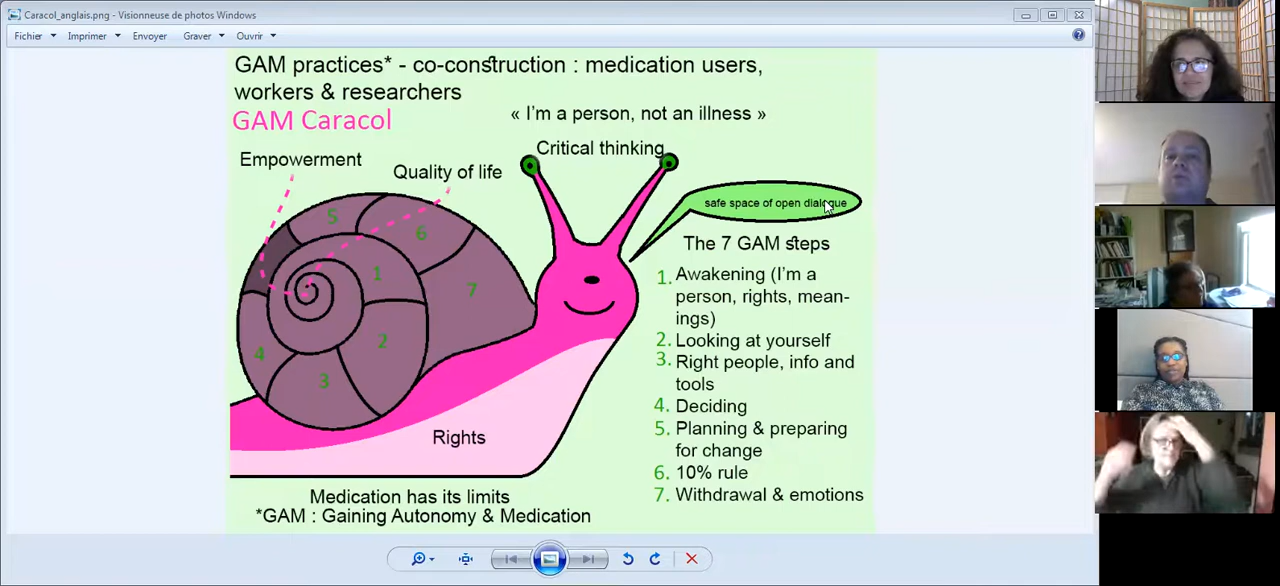 Caracol_anglais.png - Visionneuse de photos Windows
Fichier Imprimer Envoyer Graver Ouvrir
GAM practices* - co-construction : medication users,
workers & researchers
GAM Caracol
« I'm a person, not an illness »
Critical thinking
Empowerment
Quality of life
safe space of open dialogue
5
6
1
7
2
4
3
Rights
The 7 GAM steps
1. Awakening (I'm a
person, rights, mean-
ings)
2. Looking at yourself
3. Right people, info and
tools
4. Deciding
5. Planning & preparing
for change
6. 10% rule
7. Withdrawal & emotions
Medication has its limits
*GAM : Gaining Autonomy & Medication